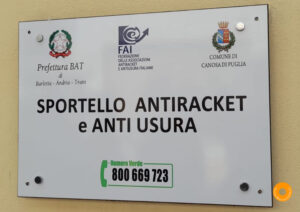 Prefettura BAT
di
Barletta - Andria - Trani
FAI
FEDERAZIONE
DELLE ASSOCIAZIONI
ANTIRACKET
E ANTIUSURA ITALIANE
COMUNE di
CANOSA DI PUGLIA
SPORTELLO ANTIRACKET
e ANTI USURA
Numero Verde
800 669 723